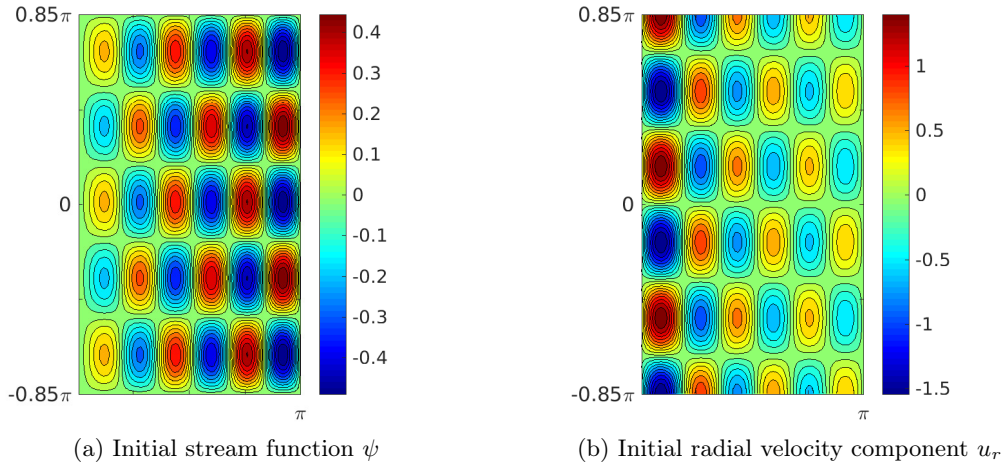 0.85π
0
-0.85π
π
0.4
0.3
0.2
0.1
0
-0.1
-0.2
-0.3
-0.4
0.85π
0
-0.85π
π
1
0.5
0
-0.5
-1
-1.5
(a) Initial stream function ψ
(b) Initial radial velocity component u_r